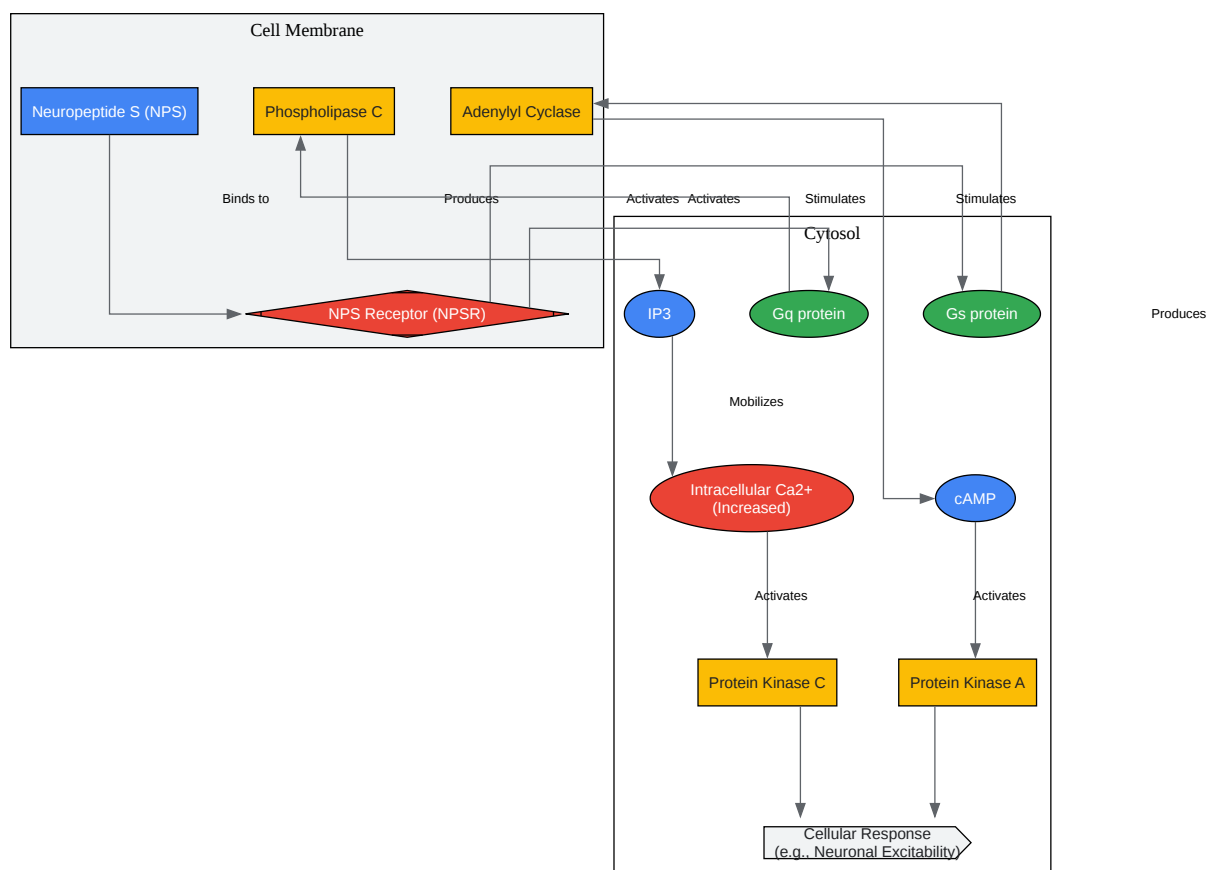 Cell Membrane
Neuropeptide S (NPS)
Phospholipase C
Adenylyl Cyclase
Binds to
Produces
Activates
Activates
Stimulates
Stimulates
Cytosol
NPS Receptor (NPSR)
IP3
Gq protein
Gs protein
Produces
Mobilizes
Intracellular Ca2+
(Increased)
cAMP
Activates
Activates
Protein Kinase C
Protein Kinase A
Cellular Response
(e.g., Neuronal Excitability)